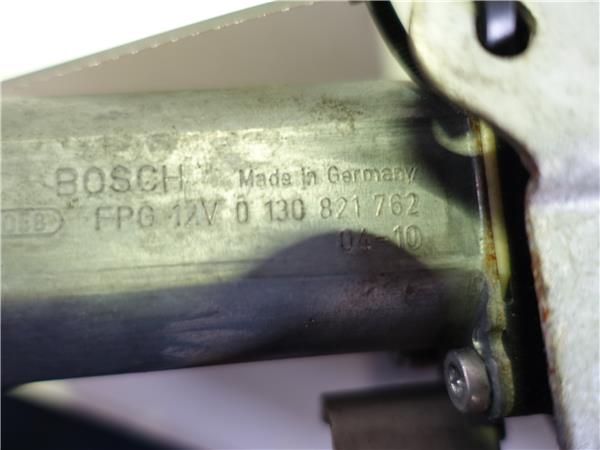 BOSCH Made in Germany
FPG 12V 0 130 821 762
04-10